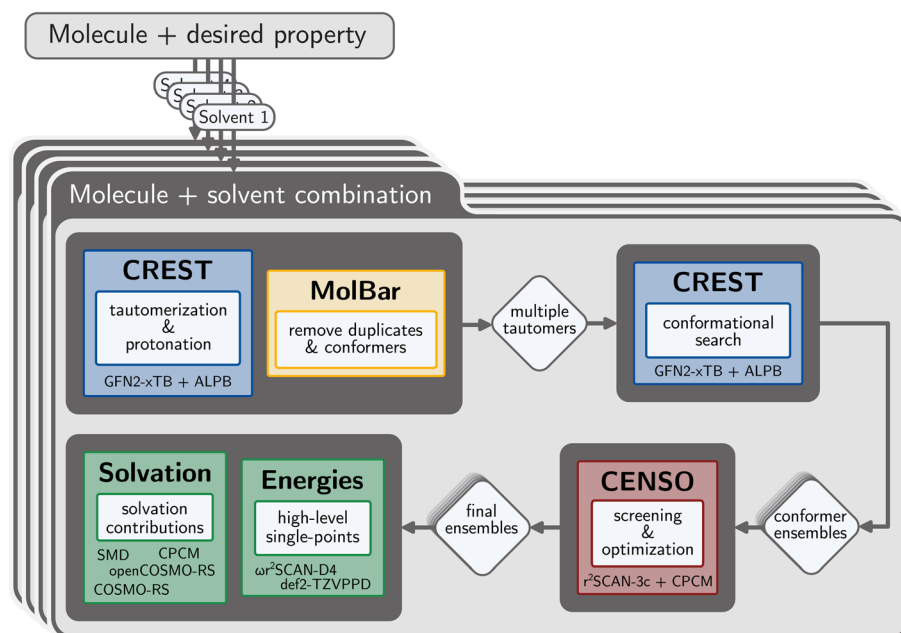 Molecule + desired property
Solvent 1
Molecule + solvent combination
CREST
tautomerization
&
protonation
GFN2-xTB + ALPB
MolBar
remove duplicates
& conformers
multiple
tautomers
CREST
conformational
search
GFN2-xTB + ALPB
Solvation
solvation
contributions
SMD CPCM
openCOSMO-RS
COSMO-RS
Energies
high-level
single-points
ωr²SCAN-D4
def2-TZVPPD
final
ensembles
CENSO
screening
&
optimization
r²SCAN-3c + CPCM
conformer
ensembles